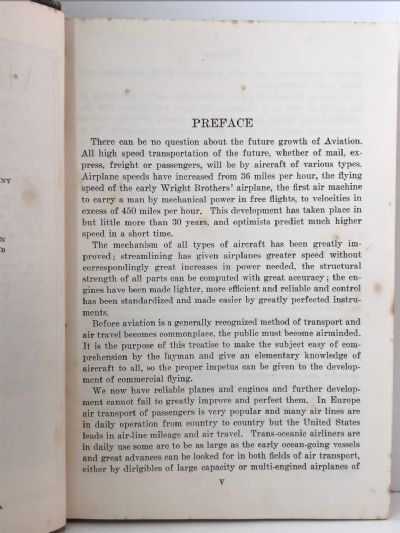 PREFACE
There can be no question about the future growth of Aviation.
All high speed transportation of the future, whether of mail, ex-
press, freight or passengers, will be by aircraft of various types.
Airplane speeds have increased from 36 miles per hour, the flying
speed of the early Wright Brothers' airplane, the first air machine
to carry a man by mechanical power in free flights, to velocities in
excess of 450 miles per hour. This development has taken place in
but little more than 30 years, and optimists predict much higher
speed in a short time.
The mechanism of all types of aircraft has been greatly im-
proved; streamlining has given airplanes greater speed without
correspondingly great increases in power needed, the structural
strength of all parts can be computed with great accuracy; the en-
gines have been made lighter, more efficient and reliable and control
has been standardized and made easier by greatly perfected instru-
ments.
Before aviation is a generally recognized method of transport and
air travel becomes commonplace, the public must become airminded.
It is the purpose of this treatise to make the subject easy of com-
prehension by the layman and give an elementary knowledge of
aircraft to all, so the proper impetus can be given to the develop-
ment of commercial flying.
We now have reliable planes and engines and further develop-
ment cannot fail to greatly improve and perfect them. In Europe
air transport of passengers is very popular and many air lines are
in daily operation from country to country but the United States
leads in air-line mileage and air travel. Trans-oceanic airliners are
in daily use some are to be as large as the early ocean-going vessels
and great advances can be looked for in both fields of air transport,
either by dirigibles of large capacity or multi-engined airplanes of
V